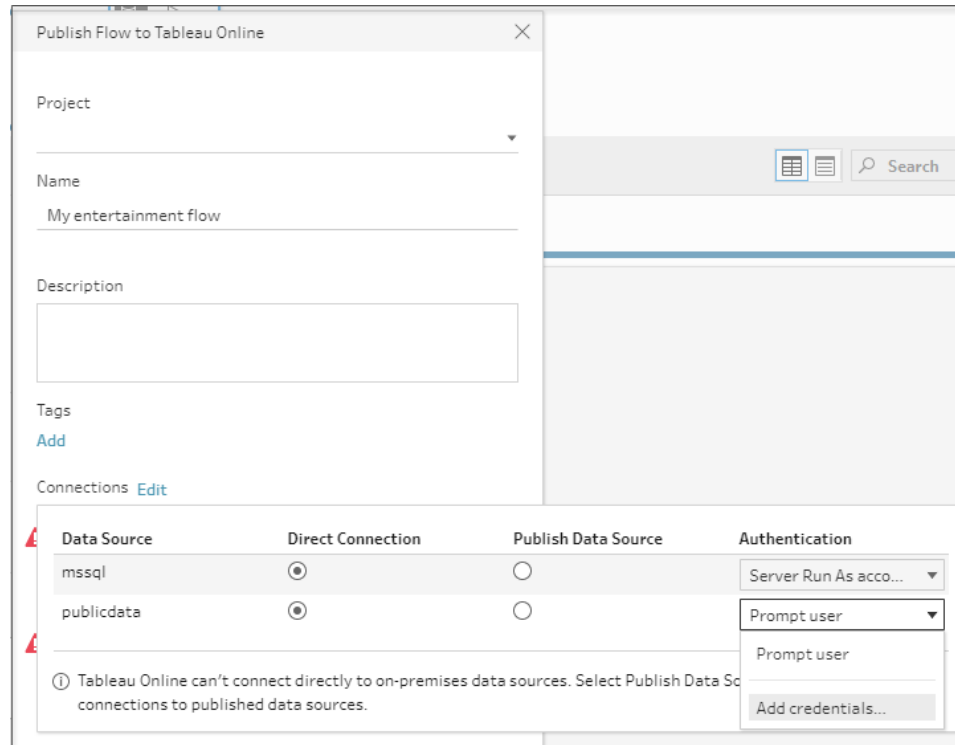 Publish Flow to Tableau Online
Project
Search
Name
My entertainment flow
Description
Tags
Add
Connections Edit
Data Source Direct Connection Publish Data Source Authentication
mssql Server Run As acco...
publicdata Prompt user
Prompt user
Tableau Online can't connect directly to on-premises data sources. Select Publish Data
connections to published data sources.
Add credentials...